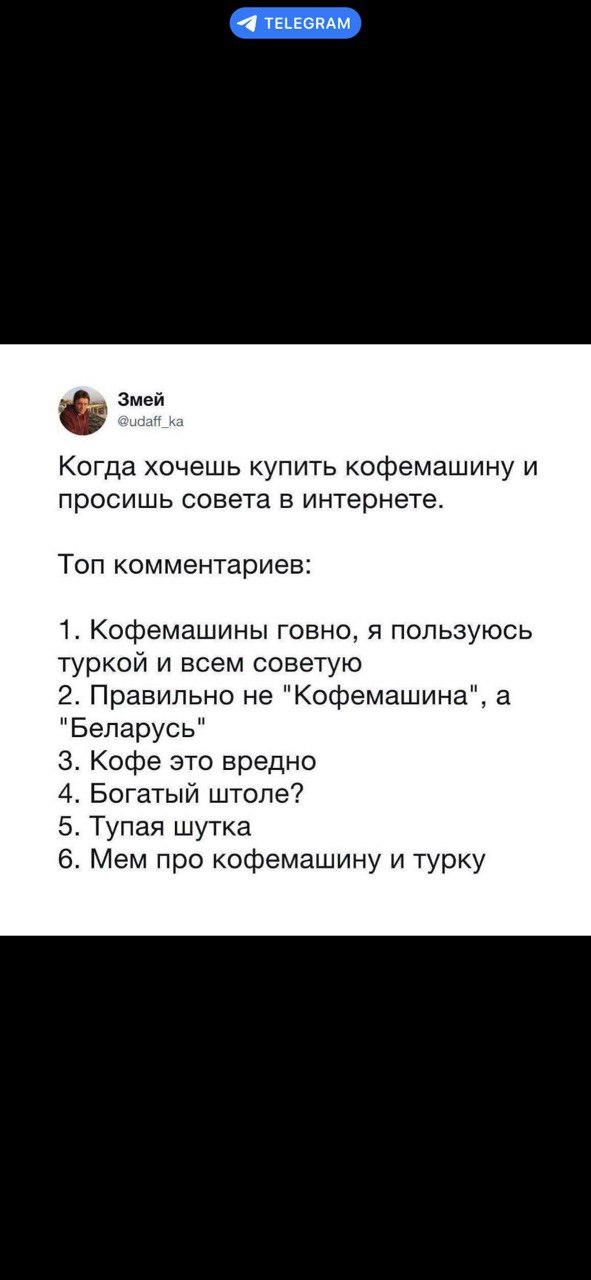 TELEGRAM
Змей
@udaff_ka
Когда хочешь купить кофемашину и
просишь совета в интернете.
Топ комментариев:
1. Кофемашины говно, я пользуюсь
туркой и всем советую
2. Правильно не "Кофемашина", а
"Беларусь"
3. Кофе это вредно
4. Богатый штоле?
5. Тупая шутка
6. Мем про кофемашину и турку